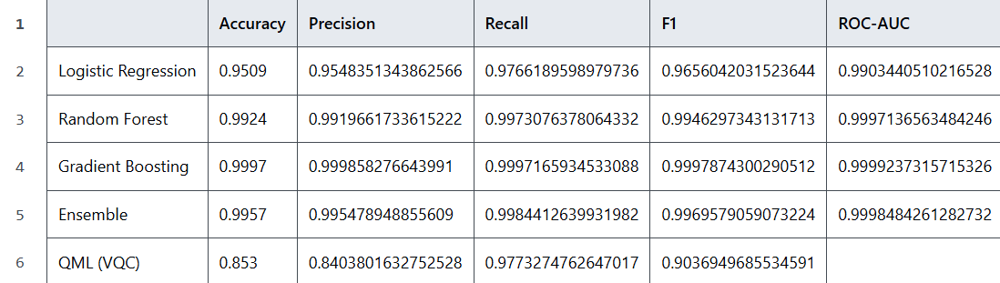 1 Accuracy Precision Recall F1 ROC-AUC
2 Logistic Regression 0.9509 0.9548351343862566 0.9766189598979736 0.9656042031523644 0.9903440510216528
3 Random Forest 0.9924 0.9919661733615222 0.9973076378064332 0.9946297343131713 0.9997136563484246
4 Gradient Boosting 0.9997 0.999858276643991 0.9997165934533088 0.9997874300290512 0.9999237315715326
5 Ensemble 0.9957 0.995478948855609 0.9984412639931982 0.9969579059073224 0.9998484261282732
6 QML (VQC) 0.853 0.8403801632752528 0.9773274762647017 0.9036949685534591